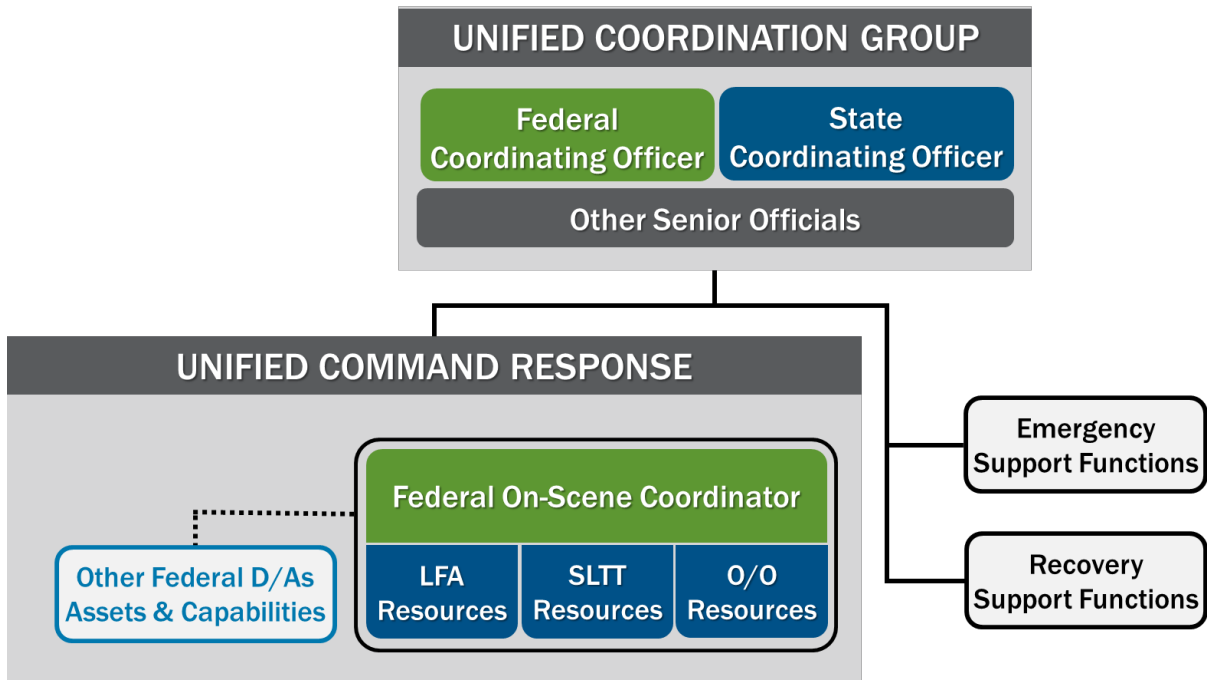 UNIFIED COORDINATION GROUP
Federal
Coordinating Officer
State
Coordinating Officer
Other Senior Officials
UNIFIED COMMAND RESPONSE
Federal On-Scene Coordinator
LFA
Resources
SLTT
Resources
O/O
Resources
Other Federal D/As
Assets & Capabilities
Emergency
Support Functions
Recovery
Support Functions